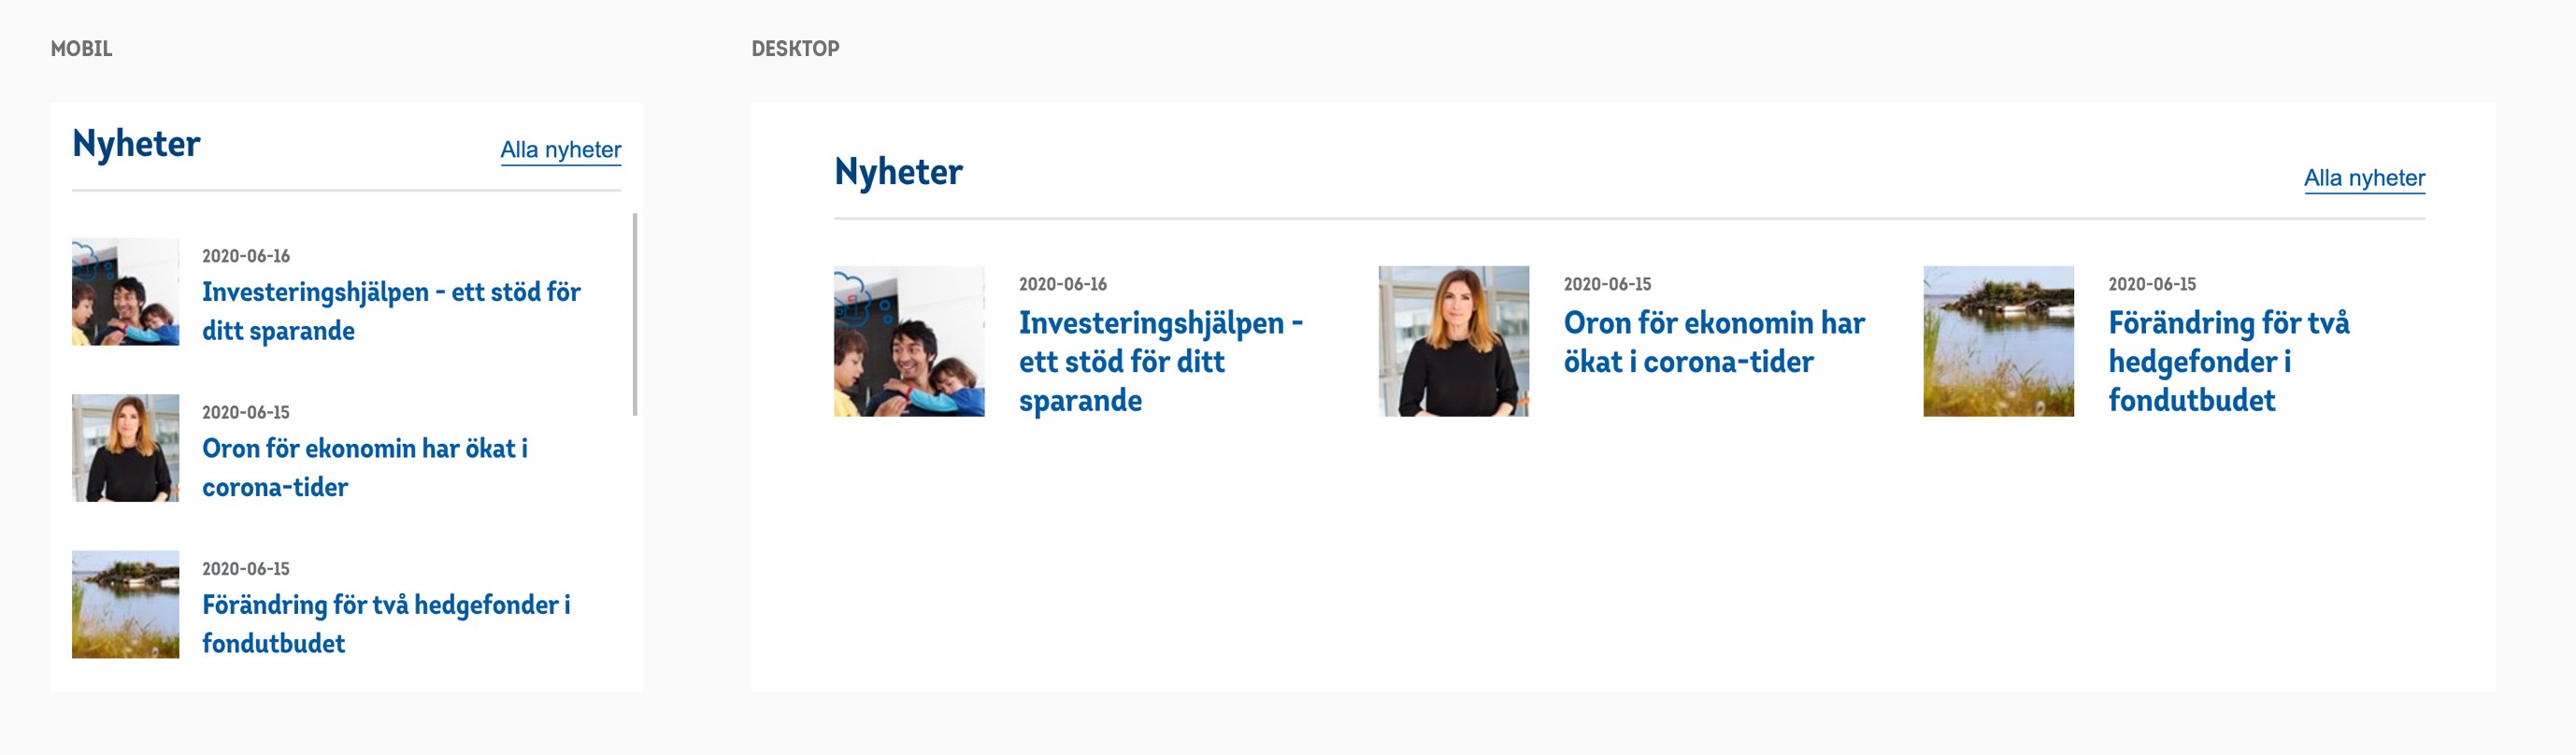 MOBIL
Nyheter
Alla nyheter
2020-06-16
Investeringshjälpen - ett stöd för
ditt sparande
2020-06-15
Oron för ekonomin har ökat i
corona-tider
2020-06-15
Förändring för två hedgefonder i
fondutbudet
DESKTOP
Nyheter
Alla nyheter
2020-06-16
Investeringshjälpen -
ett stöd för ditt
sparande
2020-06-15
Oron för ekonomin har
ökat i corona-tider
2020-06-15
Förändring för två
hedgefonder i
fondutbudet